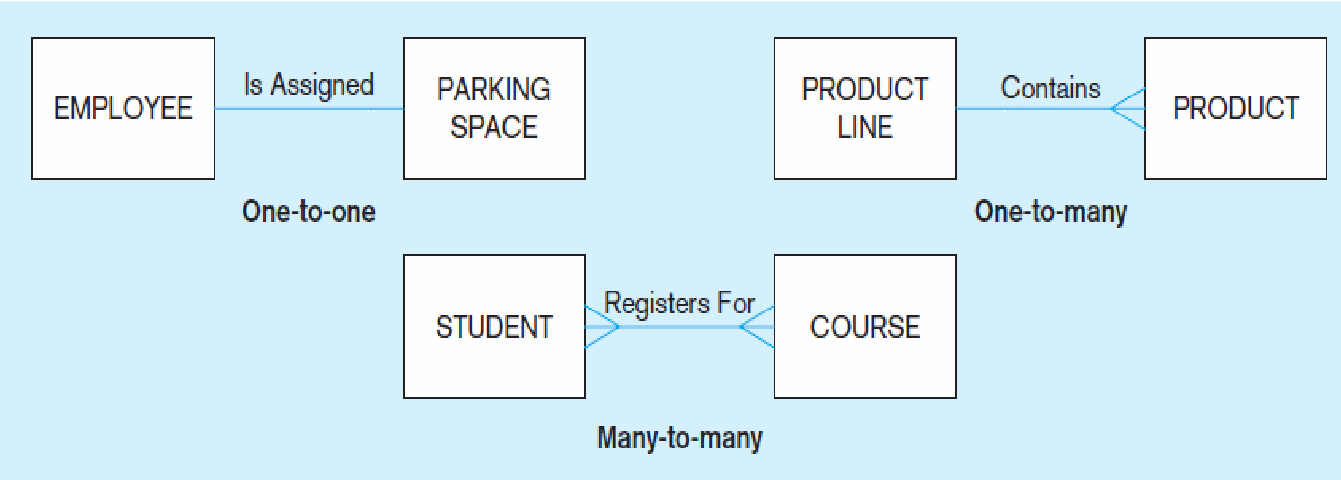 EMPLOYEE
Is Assigned
PARKING
SPACE
One-to-one
PRODUCT
LINE
Contains
PRODUCT
One-to-many
STUDENT
Registers For
COURSE
Many-to-many